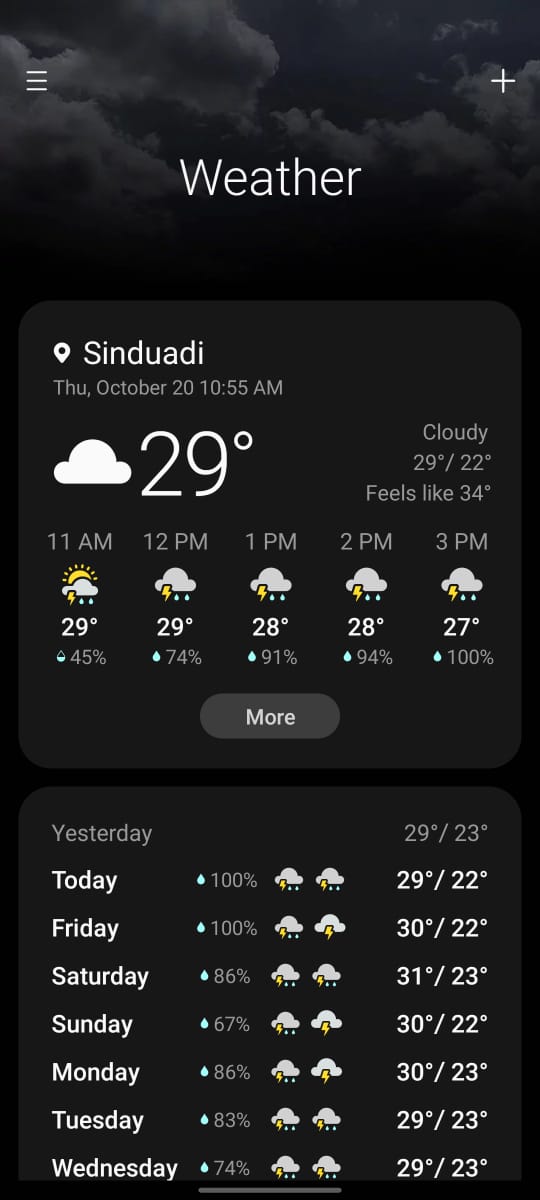 Weather
Sinduadi
Thu, October 20 10:55 AM
29°
Cloudy
29°/ 22°
Feels like 34°
11 AM 12 PM 1 PM 2 PM 3 PM
29° 29° 28° 28° 27°
45% 74% 91% 94% 100%
More
Yesterday 29°/ 23°
Today 100% 29°/ 22°
Friday 100% 30°/ 22°
Saturday 86% 31°/ 23°
Sunday 67% 30°/ 22°
Monday 86% 30°/ 23°
Tuesday 83% 29°/ 23°
Wednesday 74% 29°/ 23°